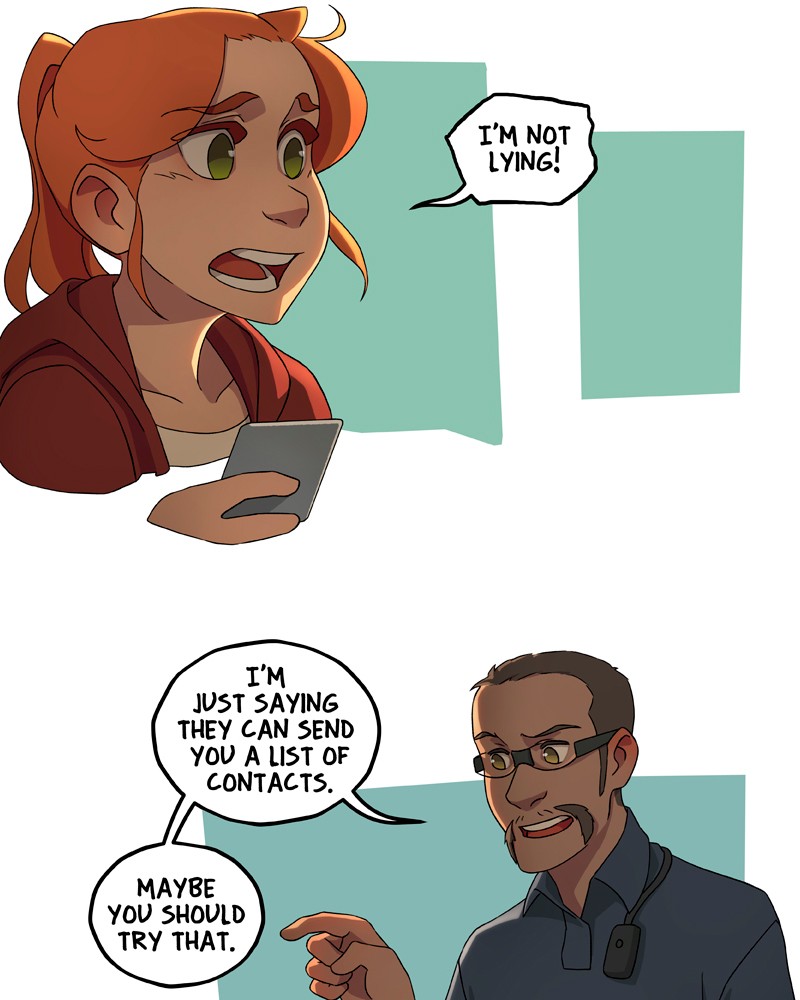 I'M NOT
LYING!
I'M
JUST SAYING
THEY CAN SEND
YOU A LIST OF
CONTACTS.
MAYBE
YOU SHOULD
TRY THAT.